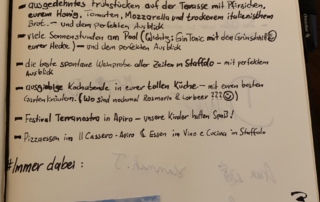 - ausgedehntes Frühstücken auf der Terrasse mit Pfirsichen,
eurem Honig, Tomaten, Mozzarella und trockenem italienischem
Brot. – und dem perfekten Ausblick
- viele Sonnenstunden am Pool (Gin Tonic mit dem Grünstreif
eurer Hecke) – und dem perfekten Ausblick
- die beste spontane Weinprobe aller Zeiten in Staffolo – mit perfektem
Ausblick
- ausgiebige Kochabende in eurer tollen Küche – mit euren besten
Gartenkräutern. (Wo sind nochmal Rosmarin & Lorbeer ??? ☺)
- Festival Terranostra in Apiro – unsere Kinder hatten Spaß!
- Pizzaessen im Il Cassero - Apiro & Essen im Vino e Cucina in Staffolo
#Immer dabei: